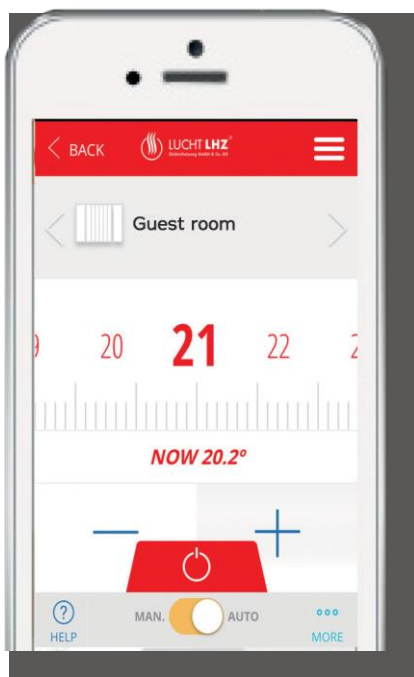 BACK
LUCHT LHZ
Guest room
20 21 22
NOW 20.2°
MAN. AUTO
HELP
MORE